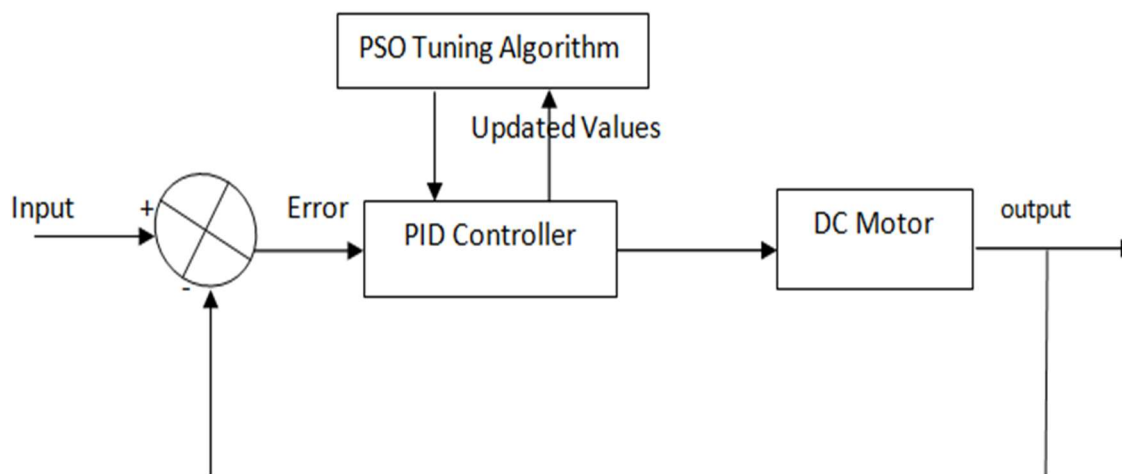 PSO Tuning Algorithm
Updated Values
Input
+
Error
PID Controller
DC Motor
output
-